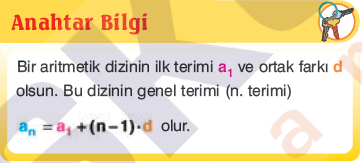 Anahtar Bilgi
Bir aritmetik dizinin ilk terimi a₁ ve ortak farkı d
olsun. Bu dizinin genel terimi (n. terimi)
aₙ = a₁ + (n – 1) · d olur.